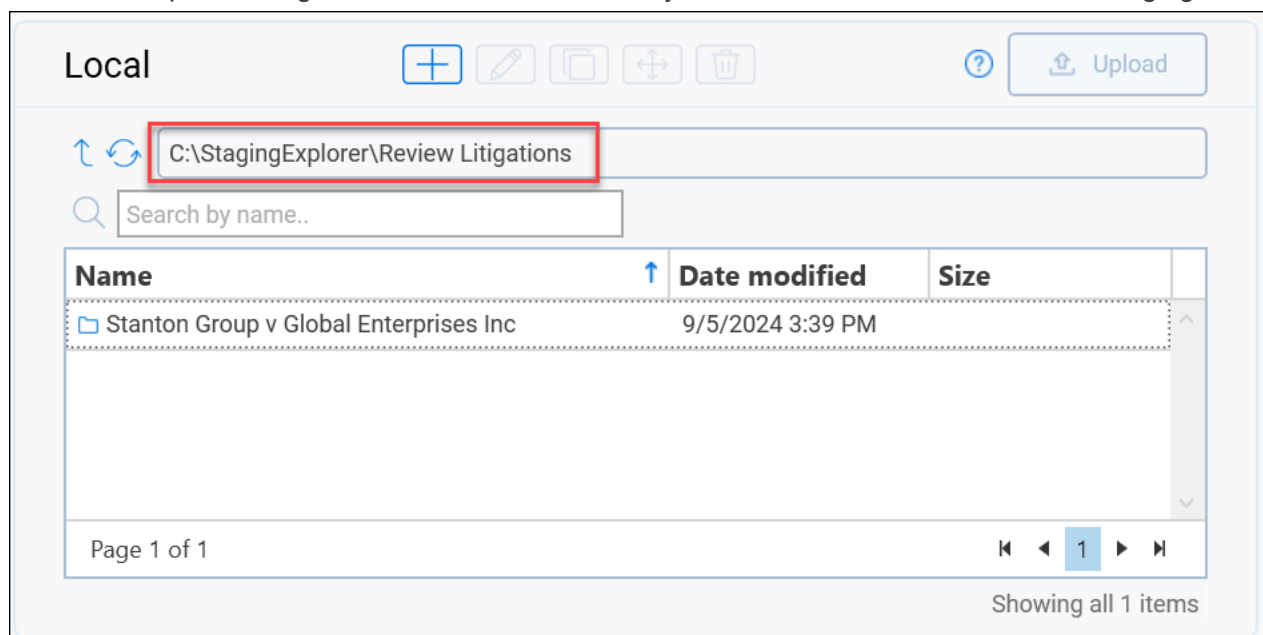 Local
Upload
C:\StagingExplorer\Review Litigations
Search by name..
Name Date modified Size
Stanton Group v Global Enterprises Inc 9/5/2024 3:39 PM
Page 1 of 1 1
Showing all 1 items